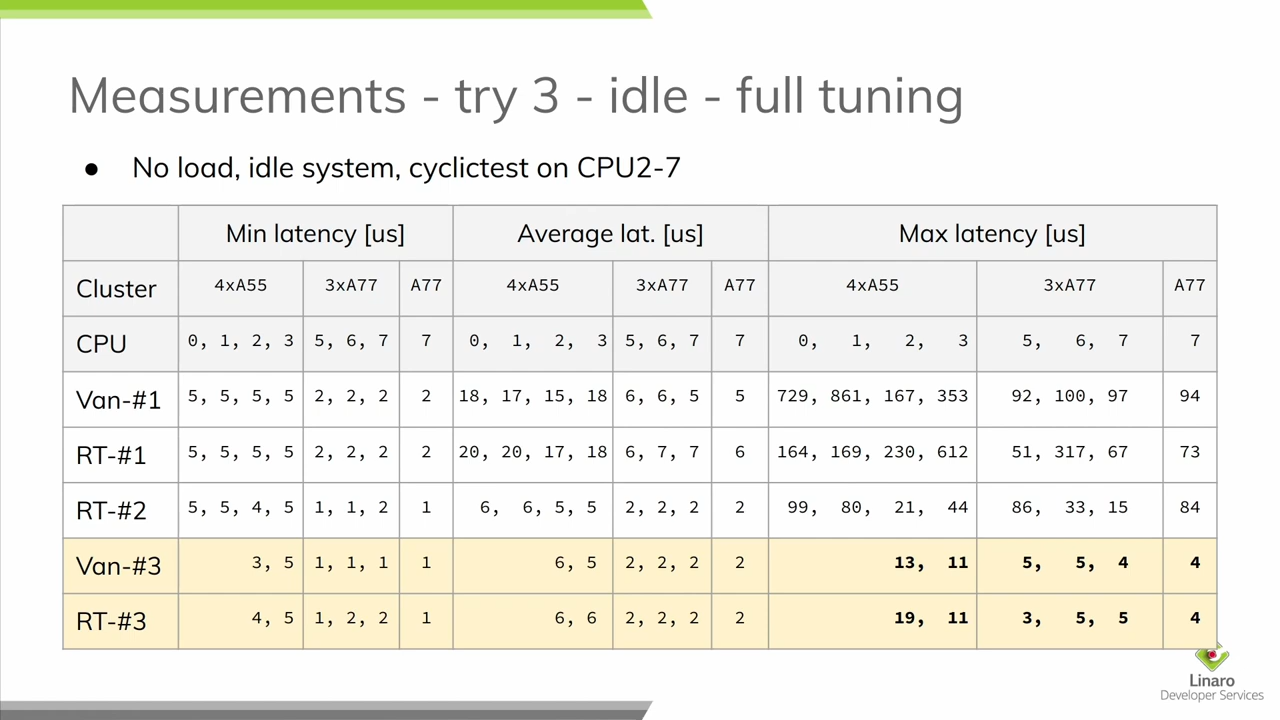 Measurements - try 3 - idle - full tuning
● No load, idle system, cyclictest on CPU2-7
Min latency [us] Average lat. [us] Max latency [us]
Cluster 4xA55 3xA77 A77 4xA55 3xA77 A77 4xA55 3xA77 A77
CPU 0, 1, 2, 3 5, 6, 7 7 0, 1, 2, 3 5, 6, 7 7 0, 1, 2, 3 5, 6, 7 7
Van-#1 5, 5, 5, 5 2, 2, 2 2 18, 17, 15, 18 6, 6, 5 5 729, 861, 167, 353 92, 100, 97 94
RT-#1 5, 5, 5, 5 2, 2, 2 2 20, 20, 17, 18 6, 7, 7 6 164, 169, 230, 612 51, 317, 67 73
RT-#2 5, 5, 4, 5 1, 1, 2 1 6, 6, 5, 5 2, 2, 2 2 99, 80, 21, 44 86, 33, 15 84
Van-#3 3, 5 1, 1, 1 1 6, 5 2, 2, 2 2 13, 11 5, 5, 4 4
RT-#3 4, 5 1, 2, 2 1 6, 6 2, 2, 2 2 19, 11 3, 5, 5 4
Linaro
Developer Services